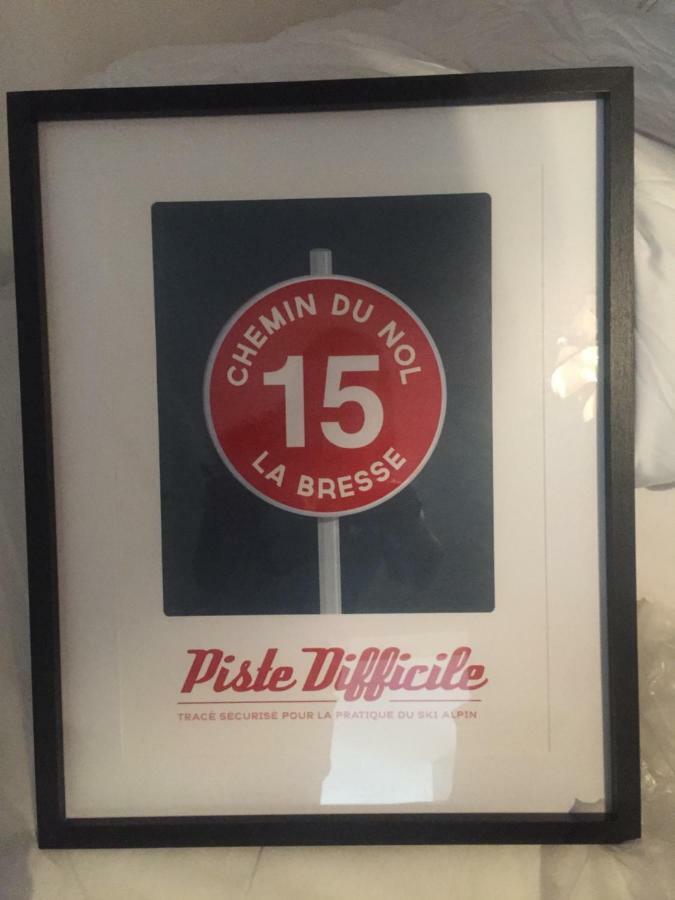 CHEMIN DU NOL
15
LA BRESSE
Piste Difficile
TRACÉ SÉCURISÉ POUR LA PRATIQUE DU SKI ALPIN